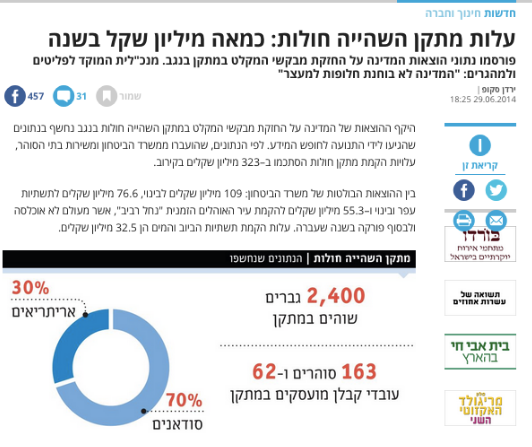 חדשות חינוך וחברה
עלות מתקן השהייה חולות: כמאה מיליון שקל בשנה
פורסמו נתוני הוצאות המדינה על החזקת מבקשי המקלט במתקן בנגב. מנכ"לית המוקד לפליטים
ולמהגרים: "המדינה לא בוחנת חלופות למעצר"
ירדן סקופ |
29.06.2014 18:25
שמור
31
457
היקף ההוצאות של המדינה על החזקת מבקשי המקלט במתקן השהייה חולות בנגב נחשף בנתונים
שהגיעו לידי התנועה לחופש המידע. לפי הנתונים, שהועברו ממשרד הביטחון ומשירות בתי הסוהר,
עלויות הקמת מתקן חולות הסתכמו ב–323 מיליון שקלים בקירוב.
בין ההוצאות הבולטות של משרד הביטחון: 109 מיליון שקלים לבינוי, 76.6 מיליון שקלים לתשתיות
עפר ובינוי ו–55.3 מיליון שקלים להקמת עיר האוהלים הזמנית "נחל רביב", אשר מעולם לא אוכלסה
ולבסוף פורקה בשנה שעברה. עלות הקמת תשתיות הביוב והמים הן 32.5 מיליון שקלים.
מתקן השהייה חולות | הנתונים שנחשפו
2,400 גברים
שוהים במתקן
163 סוהרים ו-62
עובדי קבלן מועסקים במתקן
30%
אריתריאים
70%
סודאנים
קריאת זן
בורדו
מתחמי אירוח
יוקרתיים בישראל
תשואה של
עשרות אחוזים
בית אבי חי
בהארץ
מריגולד
האקזוטי
השני